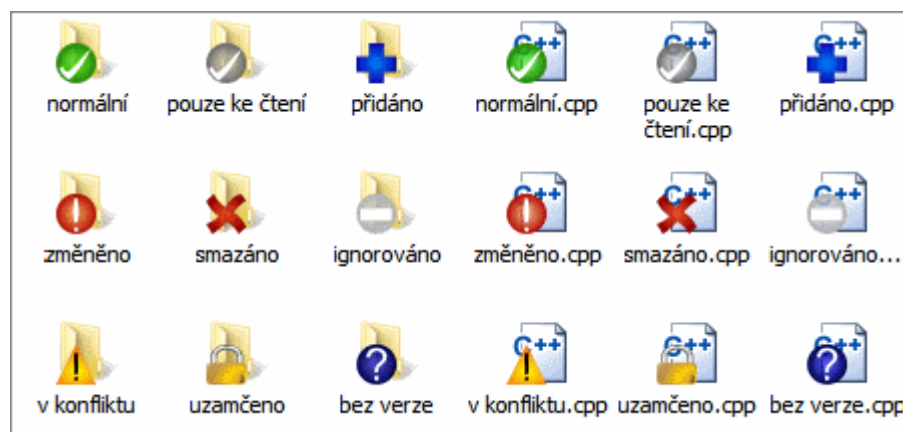 normální
pouze ke čtení
přidáno
C++
normální.cpp
C++
pouze ke
čtení.cpp
C++
přidáno.cpp
změněno
smazáno
ignorováno
C++
změněno.cpp
C++
smazáno.cpp
C++
ignorováno...
v konfliktu
uzamčeno
bez verze
C++
v konfliktu.cpp
C++
uzamčeno.cpp
C++
bez verze.cpp